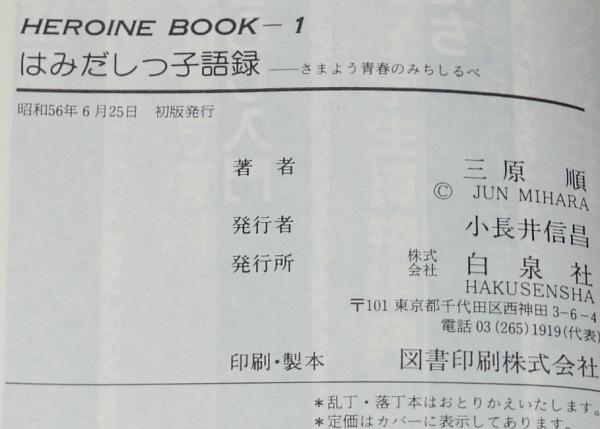 HEROINE BOOK－1
はみだしっ子語録──さまよう青春のみちしるべ
昭和56年6月25日　初版発行
著者　三原順
© JUN MIHARA
発行者　小長井信昌
発行所　株式会社　白泉社
HAKUSENSHA
〒101 東京都千代田区西神田3-6-4
電話 03 (265) 1919 (代表)
印刷・製本　図書印刷株式会社
＊乱丁・落丁本はおとりかえいたします。
＊定価はカバーに表示してあります。